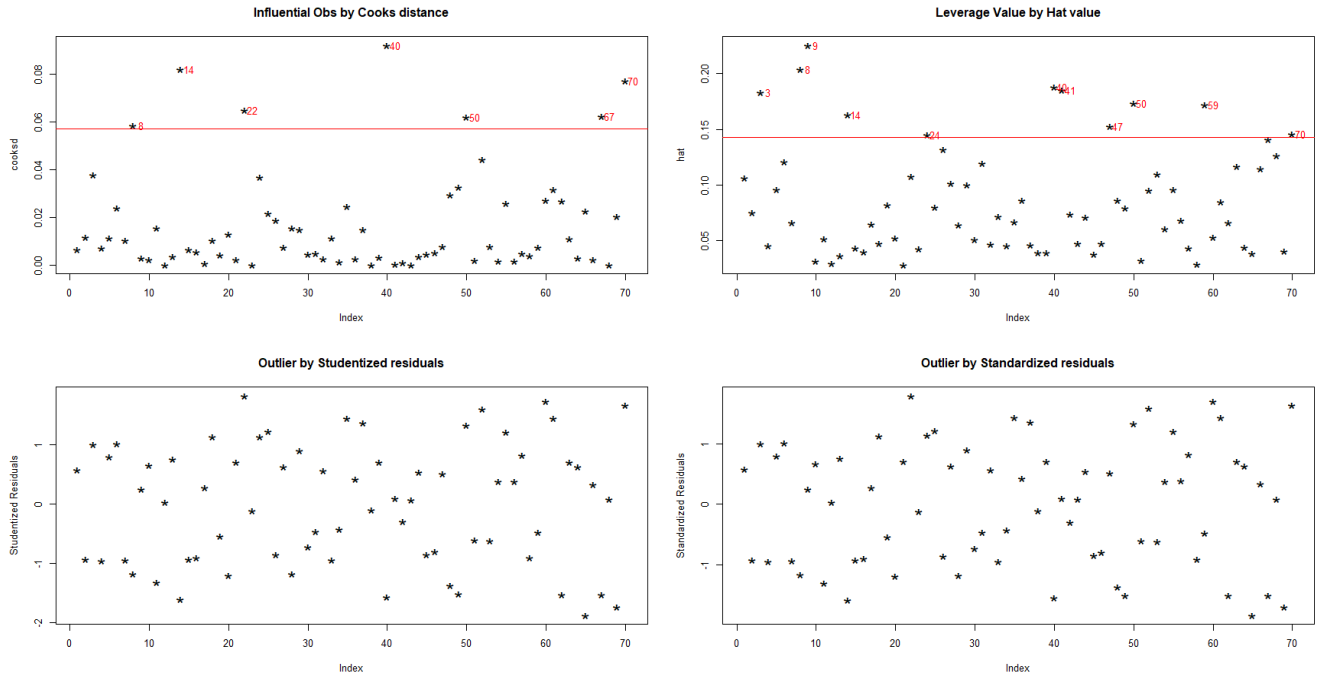 Influential Obs by Cooks distance
cooksd
0.00 0.02 0.04 0.06 0.08
14
40
70
22
8
50
67
0 10 20 30 40 50 60 70
Index
Leverage Value by Hat value
hat
0.05 0.10 0.15 0.20
9
8
3
40
41
14
50
59
24
47
70
0 10 20 30 40 50 60 70
Index
Outlier by Studentized residuals
Studentized Residuals
-2 -1 0 1
0 10 20 30 40 50 60 70
Index
Outlier by Standardized residuals
Standardized Residuals
-1 0 1
0 10 20 30 40 50 60 70
Index